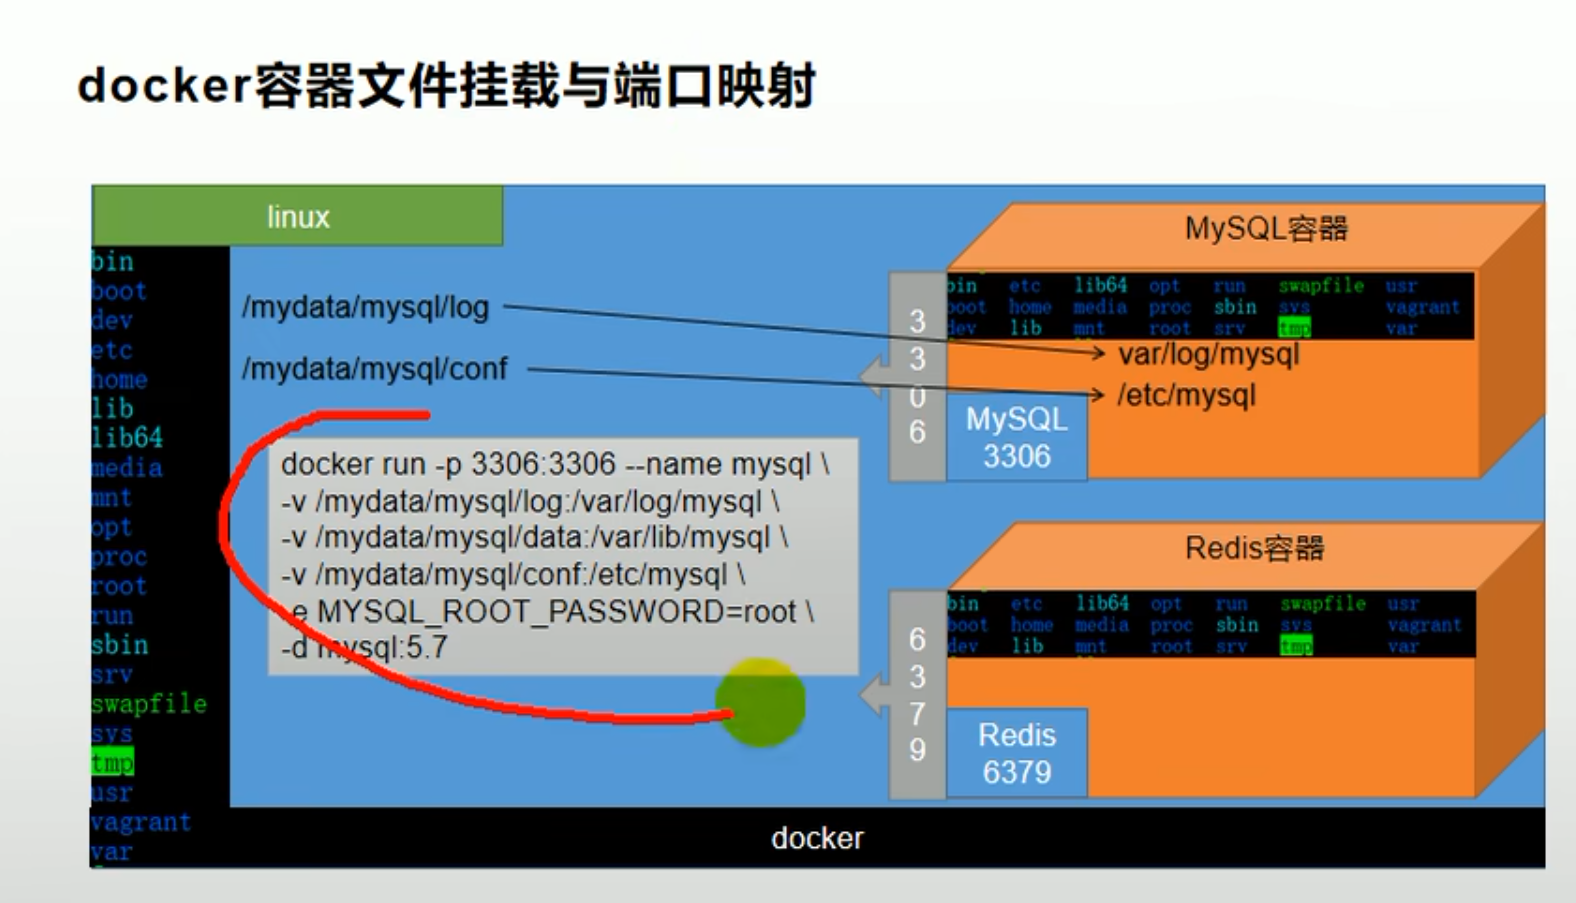 docker容器文件挂载与端口映射
linux
bin
boot
dev
etc
home
lib
lib64
media
mnt
opt
proc
root
run
sbin
srv
swapfile
sys
tmp
usr
vagrant
var
/mydata/mysql/log
/mydata/mysql/conf
docker run -p 3306:3306 --name mysql \
-v /mydata/mysql/log:/var/log/mysql \
-v /mydata/mysql/data:/var/lib/mysql \
-v /mydata/mysql/conf:/etc/mysql \
-e MYSQL_ROOT_PASSWORD=root \
-d mysql:5.7
MySQL容器
bin etc lib64 opt run swapfile usr
boot home media proc sbin sys vagrant
dev lib mnt root srv tmp var
var/log/mysql
/etc/mysql
3
3
0
6
MySQL
3306
Redis容器
bin etc lib64 opt run swapfile usr
boot home media proc sbin sys vagrant
dev lib mnt root srv tmp var
6
3
7
9
Redis
6379
docker